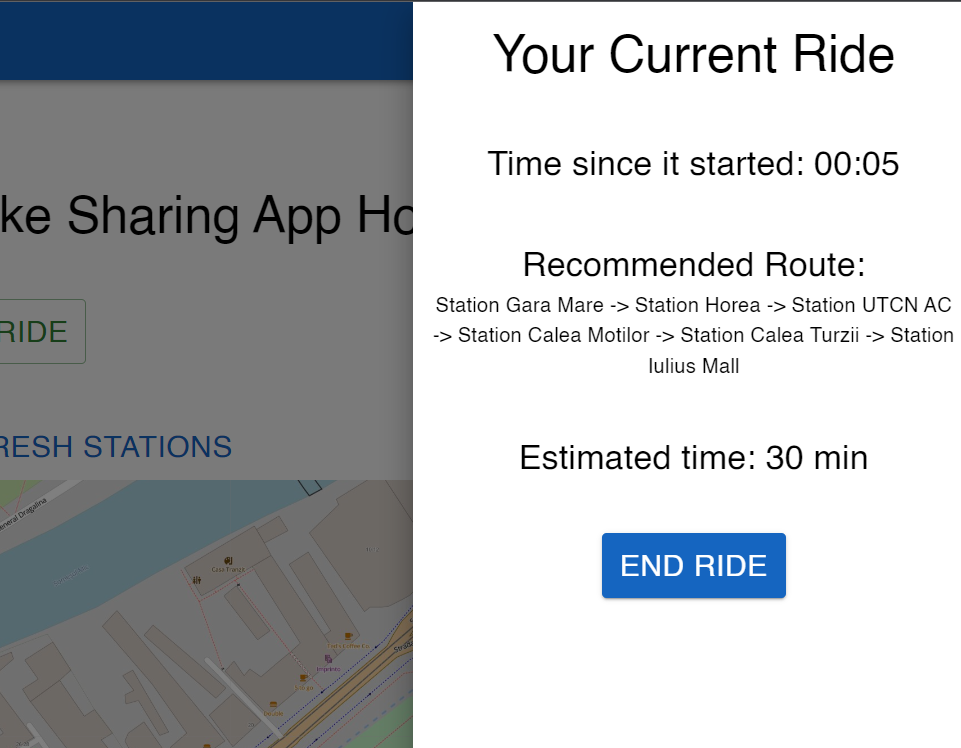 Your Current Ride
Time since it started: 00:05
ke Sharing App Ho
Recommended Route:
Station Gara Mare -> Station Horea -> Station UTCN AC
-> Station Calea Motilor -> Station Calea Turzii -> Station
Iulius Mall
RIDE
RESH STATIONS
Estimated time: 30 min
END RIDE
General Dragalina
Casa Tranzit